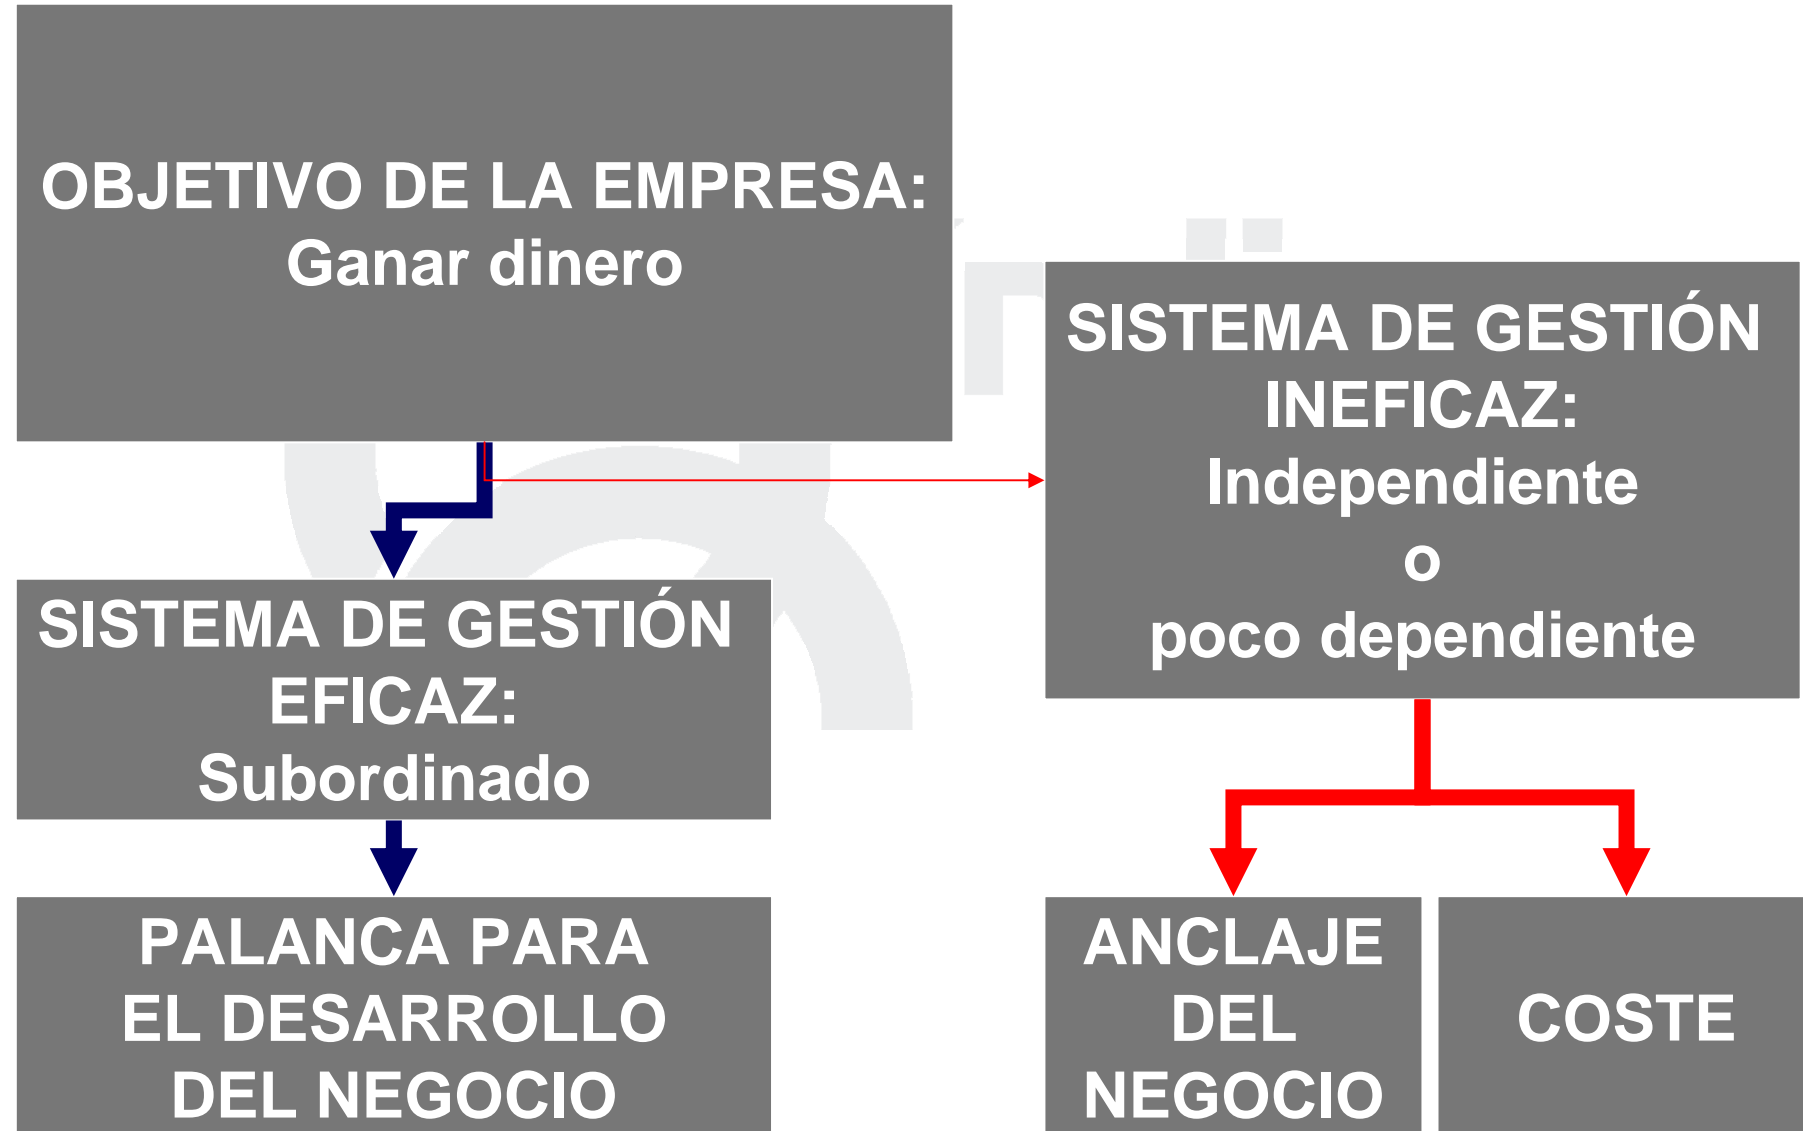 OBJETIVO DE LA EMPRESA:
Ganar dinero
SISTEMA DE GESTIÓN
INEFICAZ:
Independiente
o
poco dependiente
SISTEMA DE GESTIÓN
EFICAZ:
Subordinado
PALANCA PARA
EL DESARROLLO
DEL NEGOCIO
ANCLAJE
DEL
NEGOCIO
COSTE